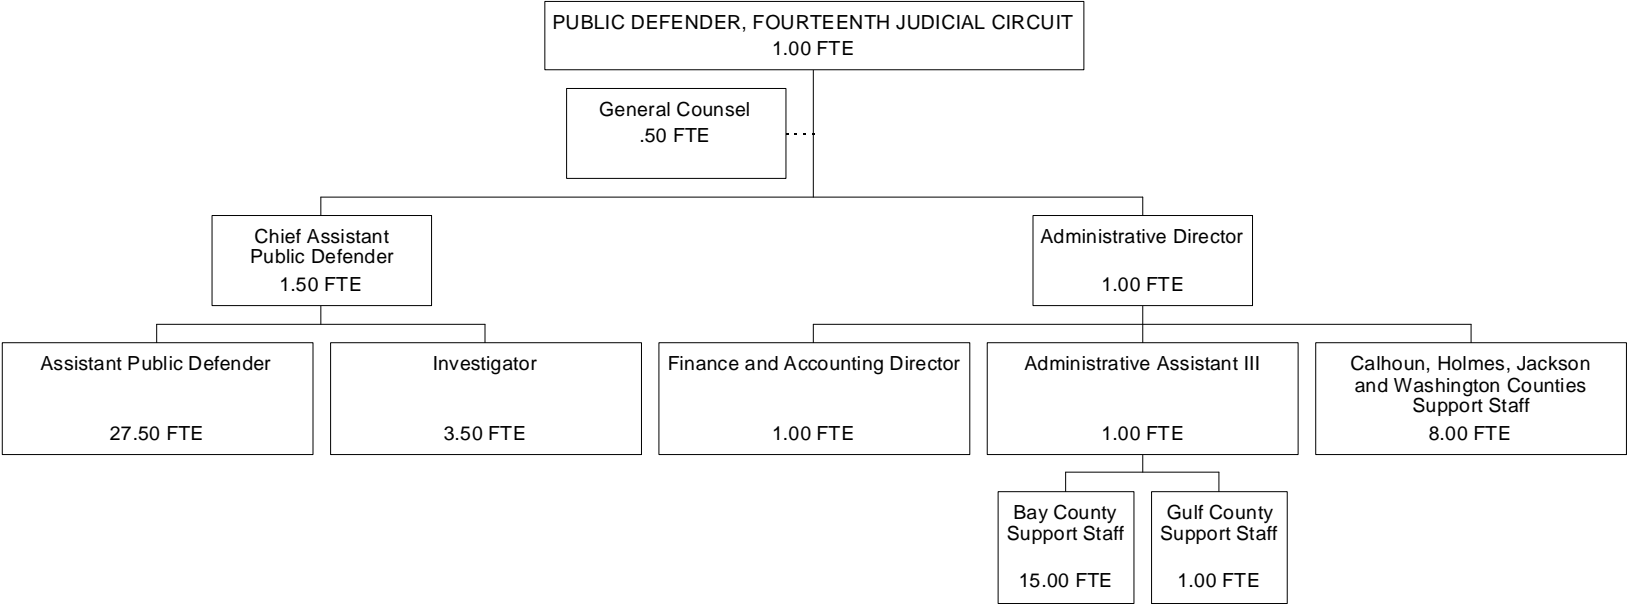 PUBLIC DEFENDER, FOURTEENTH JUDICIAL CIRCUIT
1.00 FTE
General Counsel
.50 FTE
Chief Assistant
Public Defender
1.50 FTE
Administrative Director
1.00 FTE
Assistant Public Defender
27.50 FTE
Investigator
3.50 FTE
Finance and Accounting Director
1.00 FTE
Administrative Assistant III
1.00 FTE
Calhoun, Holmes, Jackson
and Washington Counties
Support Staff
8.00 FTE
Bay County
Support Staff
15.00 FTE
Gulf County
Support Staff
1.00 FTE